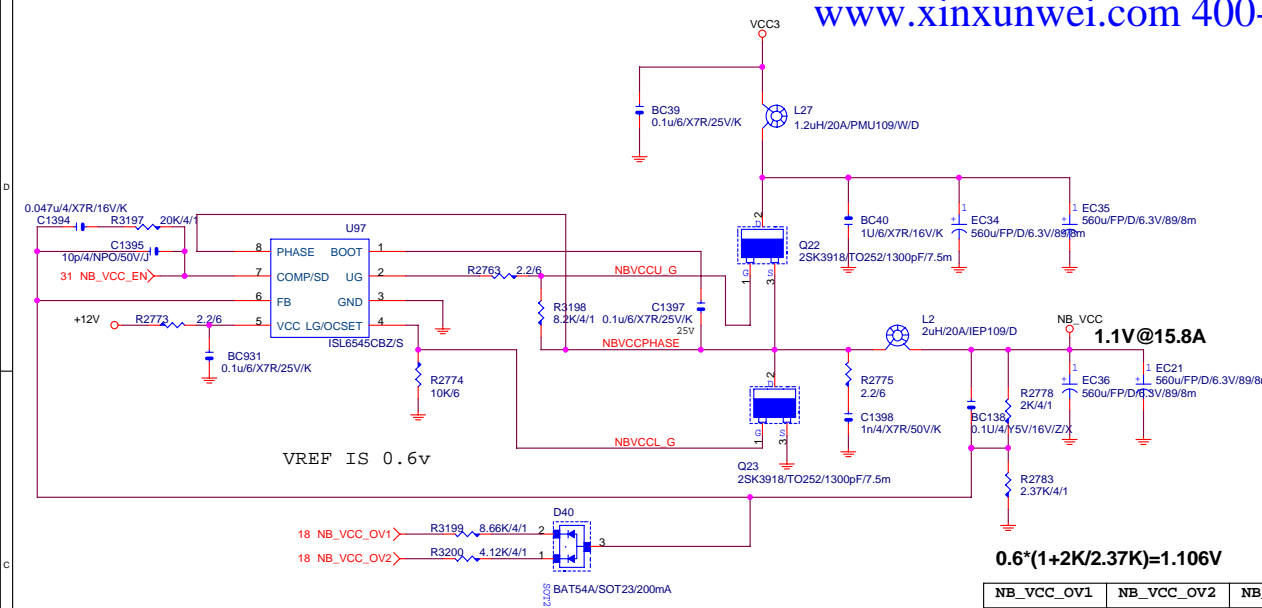 www.xinxunwei.com 400-
VCC3
BC39
0.1u/6/X7R/25V/K
L27
1.2uH/20A/PMU109/W/D
D
0.047u/4/X7R/16V/K
C1394
R3197
20K/4/1
C1395
10p/4/NPO/50V/J
31 NB_VCC_EN
U97
8 PHASE BOOT 1
7 COMP/SD UG 2
6 FB GND 3
5 VCC LG/OCSET 4
ISL6545CBZ/S
+12V
R2773
2.2/6
BC931
0.1u/6/X7R/25V/K
R2774
10K/6
R2763
2.2/6
NBVCCU_G
R3198
8.2K/4/1
C1397
0.1u/6/X7R/25V/K
25V
NBVCCPHASE
2
D
Q22
2SK3918/TO252/1300pF/7.5m
G
S
1
3
BC40
1U/6/X7R/16V/K
1
+
EC34
560u/FP/D/6.3V/89/8m
1
+
EC35
560u/FP/D/6.3V/89/8m
L2
2uH/20A/IEP109/D
NB_VCC
1.1V@15.8A
2
D
G
S
1
3
Q23
2SK3918/TO252/1300pF/7.5m
NBVCCL_G
R2775
2.2/6
C1398
1n/4/X7R/50V/K
BC138
0.1U/4/Y5V/16V/Z/X
R2778
2K/4/1
1
+
EC36
560u/FP/D/6.3V/89/8m
1
+
EC21
560u/FP/D/6.3V/89/8
R2783
2.37K/4/1
VREF IS 0.6v
C
18 NB_VCC_OV1
R3199
8.66K/4/1
2
18 NB_VCC_OV2
R3200
4.12K/4/1
1
D40
3
BAT54A/SOT23/200mA
0.6*(1+2K/2.37K)=1.106V
NB_VCC_OV1
NB_VCC_OV2